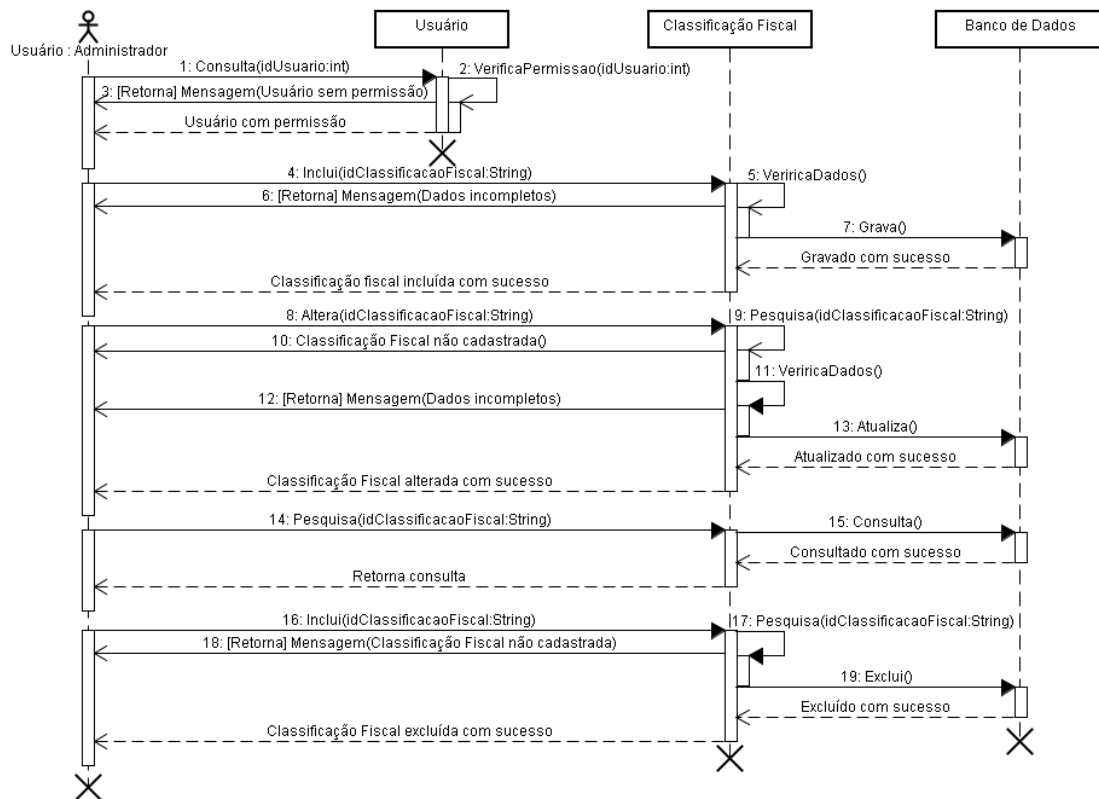 Usuário
Classificação Fiscal
Banco de Dados
Usuário : Administrador
1: Consulta(idUsuario:int)
2: VerificaPermissao(idUsuario:int)
3: [Retorna] Mensagem(Usuário sem permissão)
Usuário com permissão
4: Inclui(idClassificacaoFiscal:String)
5: VeriricaDados()
6: [Retorna] Mensagem(Dados incompletos)
7: Grava()
Gravado com sucesso
Classificação fiscal incluída com sucesso
8: Altera(idClassificacaoFiscal:String)
9: Pesquisa(idClassificacaoFiscal:String)
10: Classificação Fiscal não cadastrada()
11: VeriricaDados()
12: [Retorna] Mensagem(Dados incompletos)
13: Atualiza()
Atualizado com sucesso
Classificação Fiscal alterada com sucesso
14: Pesquisa(idClassificacaoFiscal:String)
15: Consulta()
Consultado com sucesso
Retorna consulta
16: Inclui(idClassificacaoFiscal:String)
17: Pesquisa(idClassificacaoFiscal:String)
18: [Retorna] Mensagem(Classificação Fiscal não cadastrada)
19: Exclui()
Excluído com sucesso
Classificação Fiscal excluída com sucesso